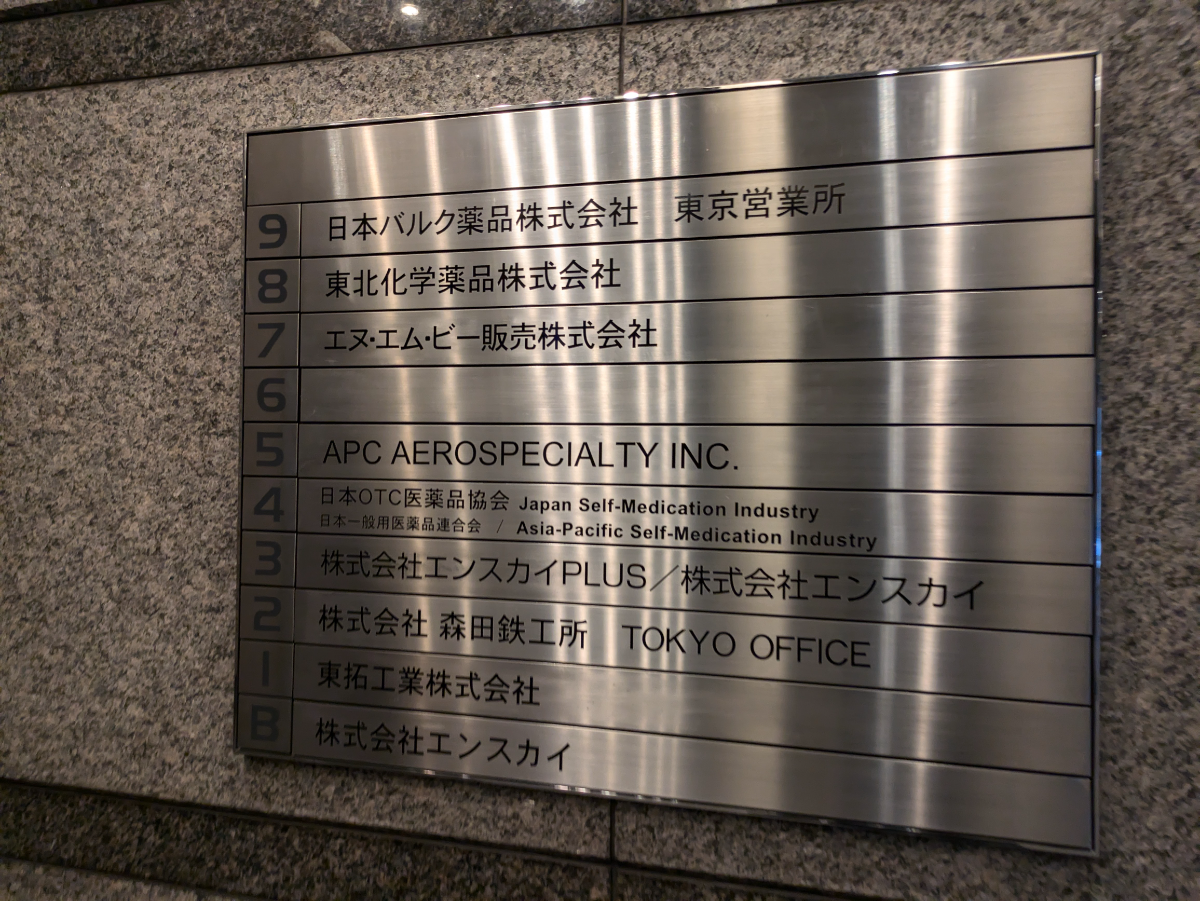 9 日本バルク薬品株式会社 東京営業所
8 東北化学薬品株式会社
7 エヌ・エム・ビー販売株式会社
6
5 APC AEROSPECIALTY INC.
4 日本OTC医薬品協会 Japan Self-Medication Industry
日本一般用医薬品連合会 / Asia-Pacific Self-Medication Industry
3 株式会社エンスカイPLUS/株式会社エンスカイ
2 株式会社 森田鉄工所 TOKYO OFFICE
1 東拓工業株式会社
B 株式会社エンスカイ